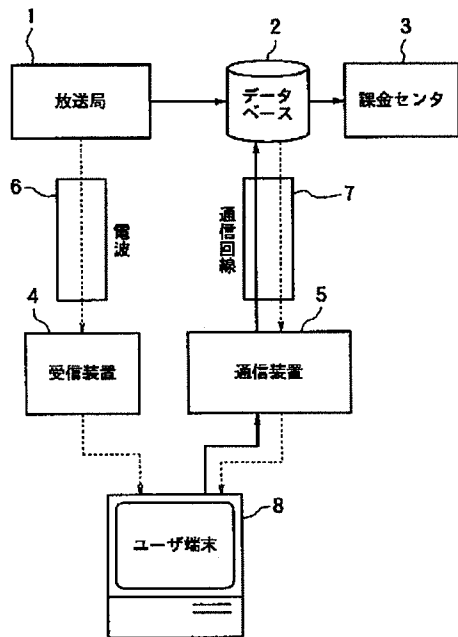 1
2
3
放送局
データ
ベース
課金センタ
6
電波
通信回線
7
4
5
受信装置
通信装置
8
ユーザ端末